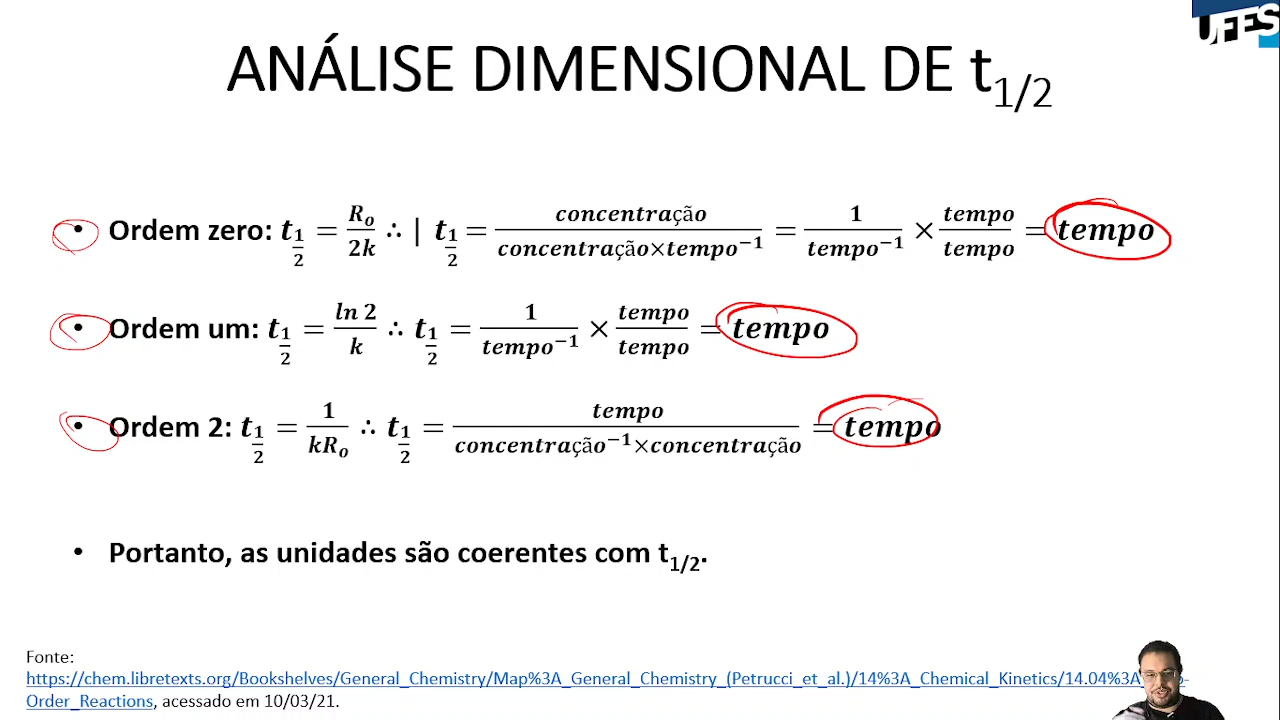 UFES
ANÁLISE DIMENSIONAL DE t1/2
• Ordem zero: t1/2 = Ro/2k ∴ | t1/2 = concentração/(concentração×tempo⁻¹) = 1/tempo⁻¹ × tempo/tempo = tempo
• Ordem um: t1/2 = ln 2/k ∴ t1/2 = 1/tempo⁻¹ × tempo/tempo = tempo
• Ordem 2: t1/2 = 1/kRo ∴ t1/2 = tempo/(concentração⁻¹×concentração) = tempo
• Portanto, as unidades são coerentes com t1/2.
Fonte:
https://chem.libretexts.org/Bookshelves/General_Chemistry/Map%3A_General_Chemistry_(Petrucci_et_al.)/14%3A_Chemical_Kinetics/14.04%3A
Order_Reactions, acessado em 10/03/21.